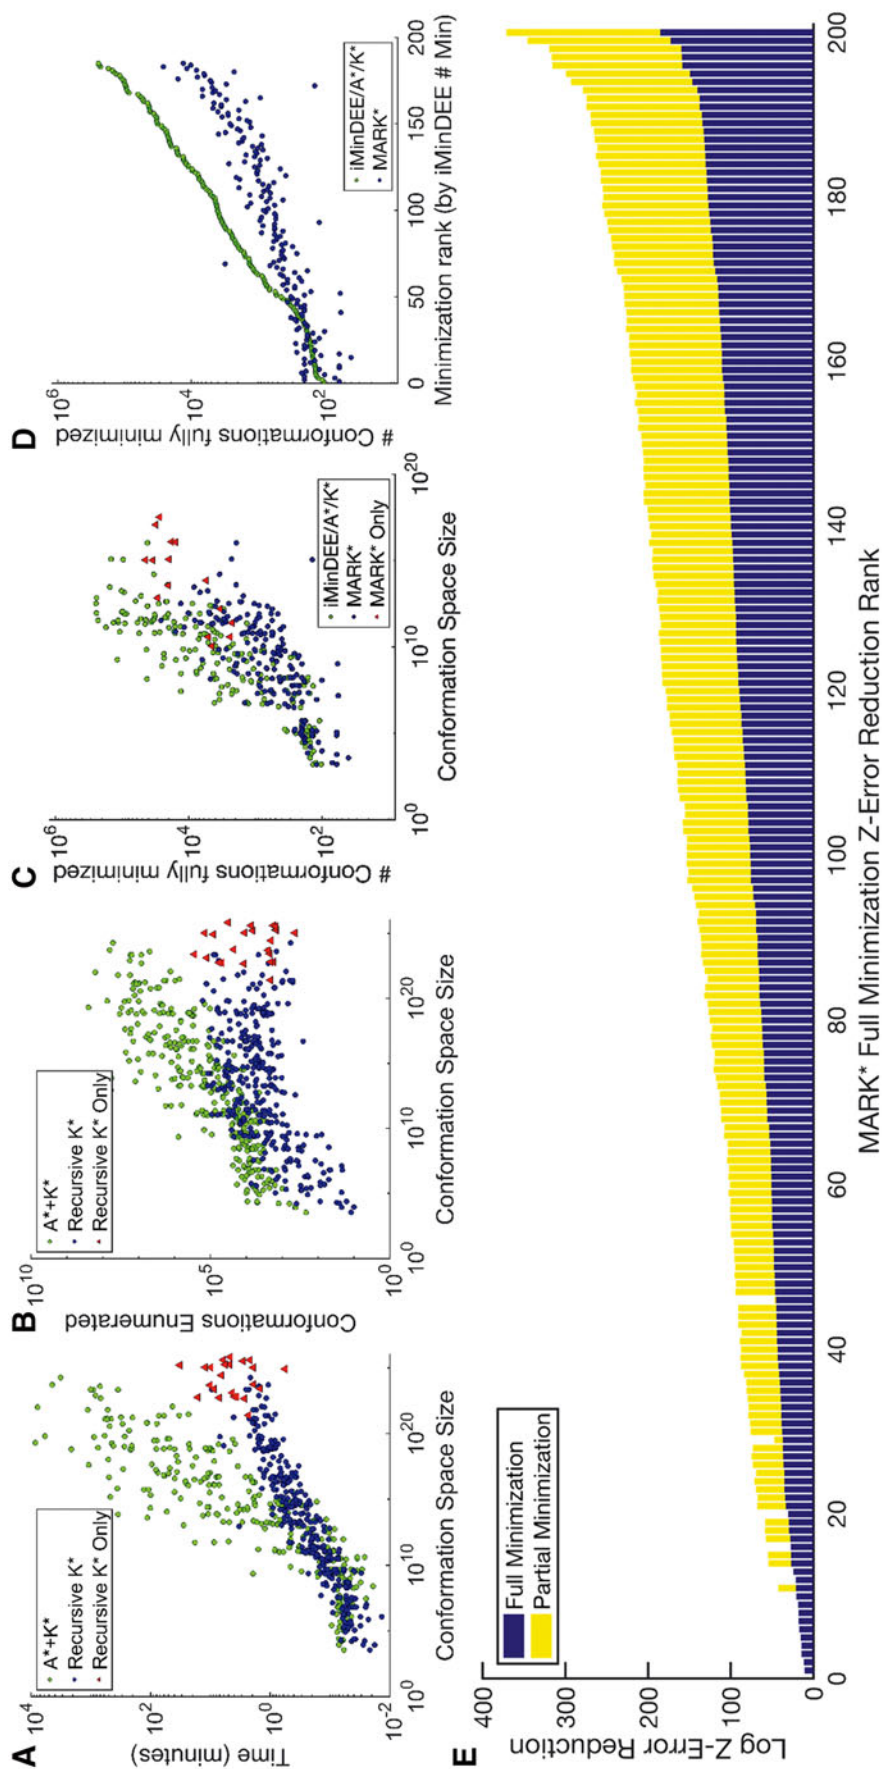 A
Time (minutes)
10^4
10^2
10^0
10^-2
A*+K*
Recursive K*
Recursive K* Only
10^0
10^10
10^20
Conformation Space Size
B
Conformations Enumerated
10^10
10^5
10^0
A*+K*
Recursive K*
Recursive K* Only
10^0
10^10
10^20
Conformation Space Size
C
# Conformations fully minimized
10^6
10^4
10^2
iMinDEE/A*/K*
MARK*
MARK* Only
10^0
10^10
10^20
Conformation Space Size
D
# Conformations fully minimized
10^6
10^4
10^2
iMinDEE/A*/K*
MARK*
0
50
100
150
200
Minimization rank (by iMinDEE # Min)
E
Log Z-Error Reduction
400
300
200
100
0
Full Minimization
Partial Minimization
0
20
40
60
80
100
120
140
160
180
200
MARK* Full Minimization Z-Error Reduction Rank